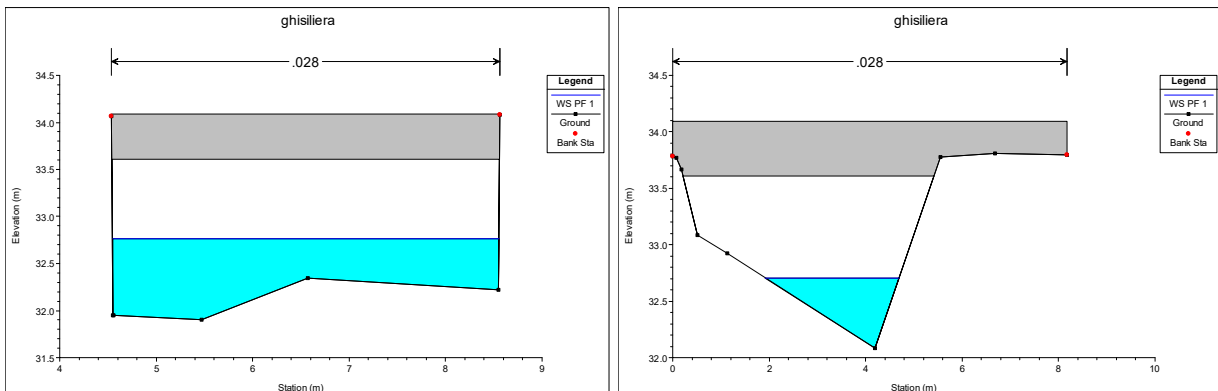 ghisiliera
.028
34.5
34.0
33.5
33.0
32.5
32.0
31.5
Elevation (m)
4
5
6
7
8
9
Station (m)
Legend
WS PF 1
Ground
Bank Sta
ghisiliera
.028
34.5
34.0
33.5
33.0
32.5
32.0
Elevation (m)
0
2
4
6
8
10
Station (m)
Legend
WS PF 1
Ground
Bank Sta